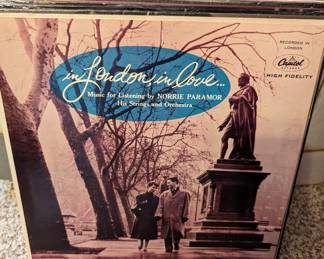 in London, in love...
Music for Listening by NORRIE PARAMOR
His Strings and Orchestra
RECORDED IN
LONDON
Capitol
RECORDS
HIGH FIDELITY